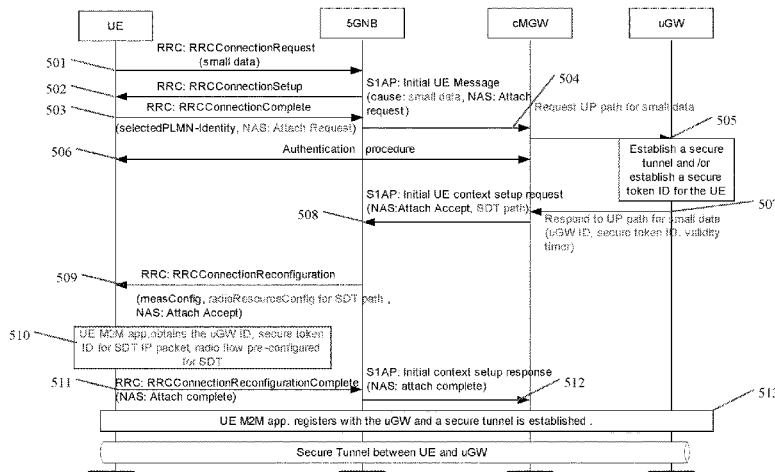 UE
5GNB
cMGW
uGW
RRC: RRCConnectionRequest
(small data)
501
502
RRC: RRCConnectionSetup
503
RRC: RRCConnectionComplete
S1AP: Initial UE Message
(cause: small data, NAS: Attach
request)
504
Request UP path for small data
(selectedPLMN-Identity, NAS: Attach Request)
505
506
Authentication procedure
Establish a secure
tunnel and /or
establish a secure
token ID for the UE
S1AP: Initial UE context setup request
(NAS:Attach Accept, SDT path)
507
508
Respond to UP path for small data
(uGW ID, secure token ID, validity
timer)
RRC: RRCConnectionReconfiguration
509
(measConfig, radioResourceConfig for SDT path ,
NAS: Attach Accept)
510
UE M2M app.obtains the uGW ID, secure token
ID for SDT IP packet, radio flow pre-configured
for SDT
511
RRC: RRCConnectionReconfigurationComplete
(NAS: Attach complete)
S1AP: Initial context setup response
(NAS: attach complete)
512
513
UE M2M app. registers with the uGW and a secure tunnel is established .
Secure Tunnel between UE and uGW